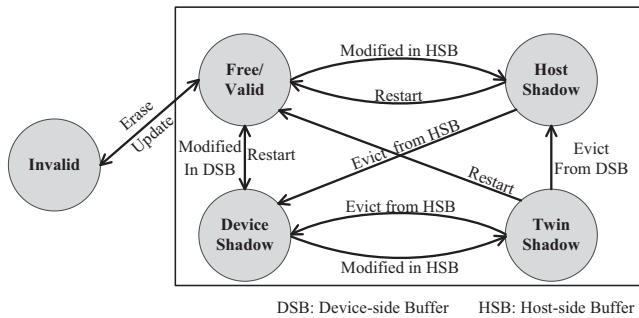 Modified in HSB
Free/
Valid
Host
Shadow
Restart
Erase
Update
Evict from HSB
Modified
In DSB
Restart
Evict
From DSB
Invalid
Restart
Evict from HSB
Device
Shadow
Twin
Shadow
Modified in HSB
DSB: Device-side Buffer HSB: Host-side Buffer